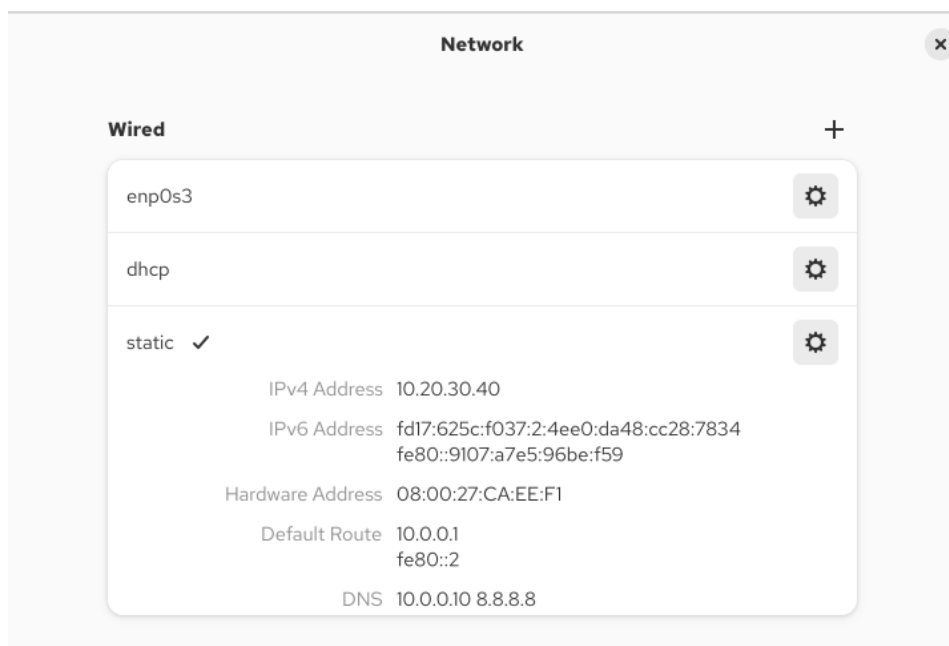 Network
Wired
enp0s3
dhcp
static
IPv4 Address 10.20.30.40
IPv6 Address fd17:625c:f037:2:4ee0:da48:cc28:7834
fe80::9107:a7e5:96be:f59
Hardware Address 08:00:27:CA:EE:F1
Default Route 10.0.0.1
fe80::2
DNS 10.0.0.10 8.8.8.8